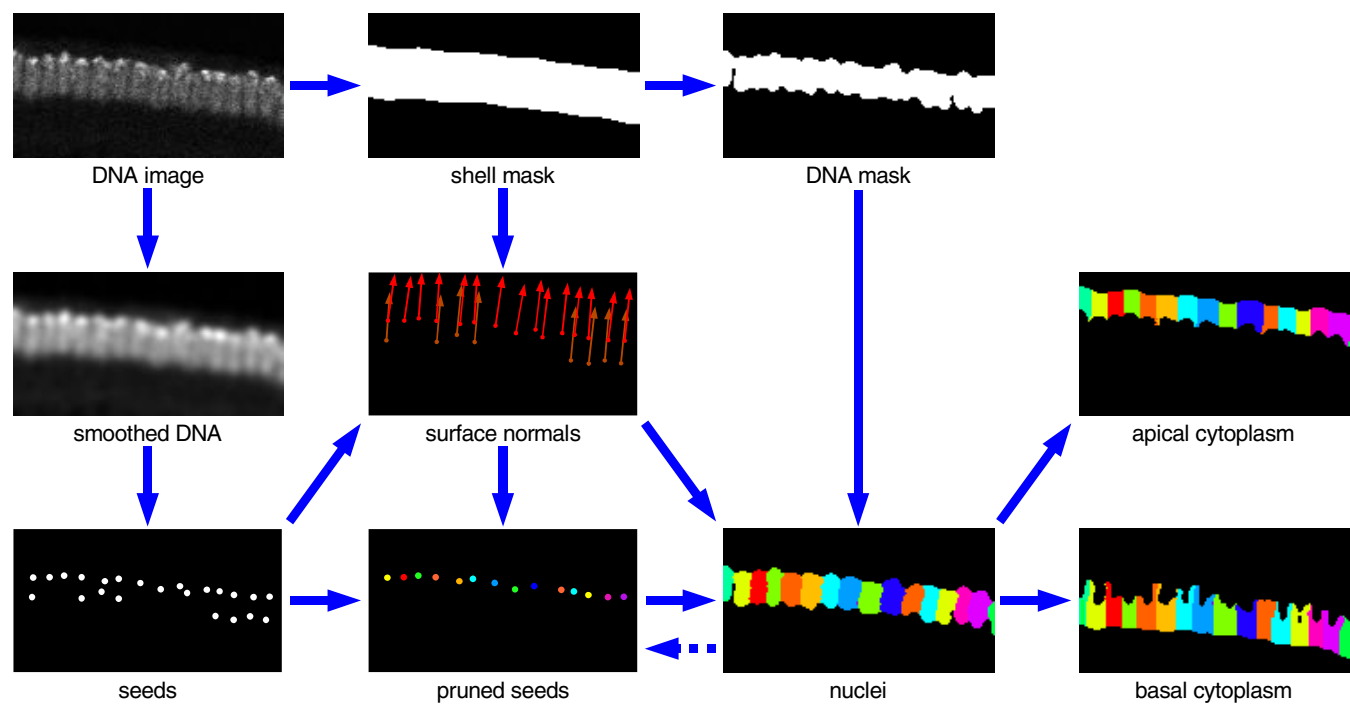 DNA image
shell mask
DNA mask
smoothed DNA
surface normals
apical cytoplasm
seeds
pruned seeds
nuclei
basal cytoplasm